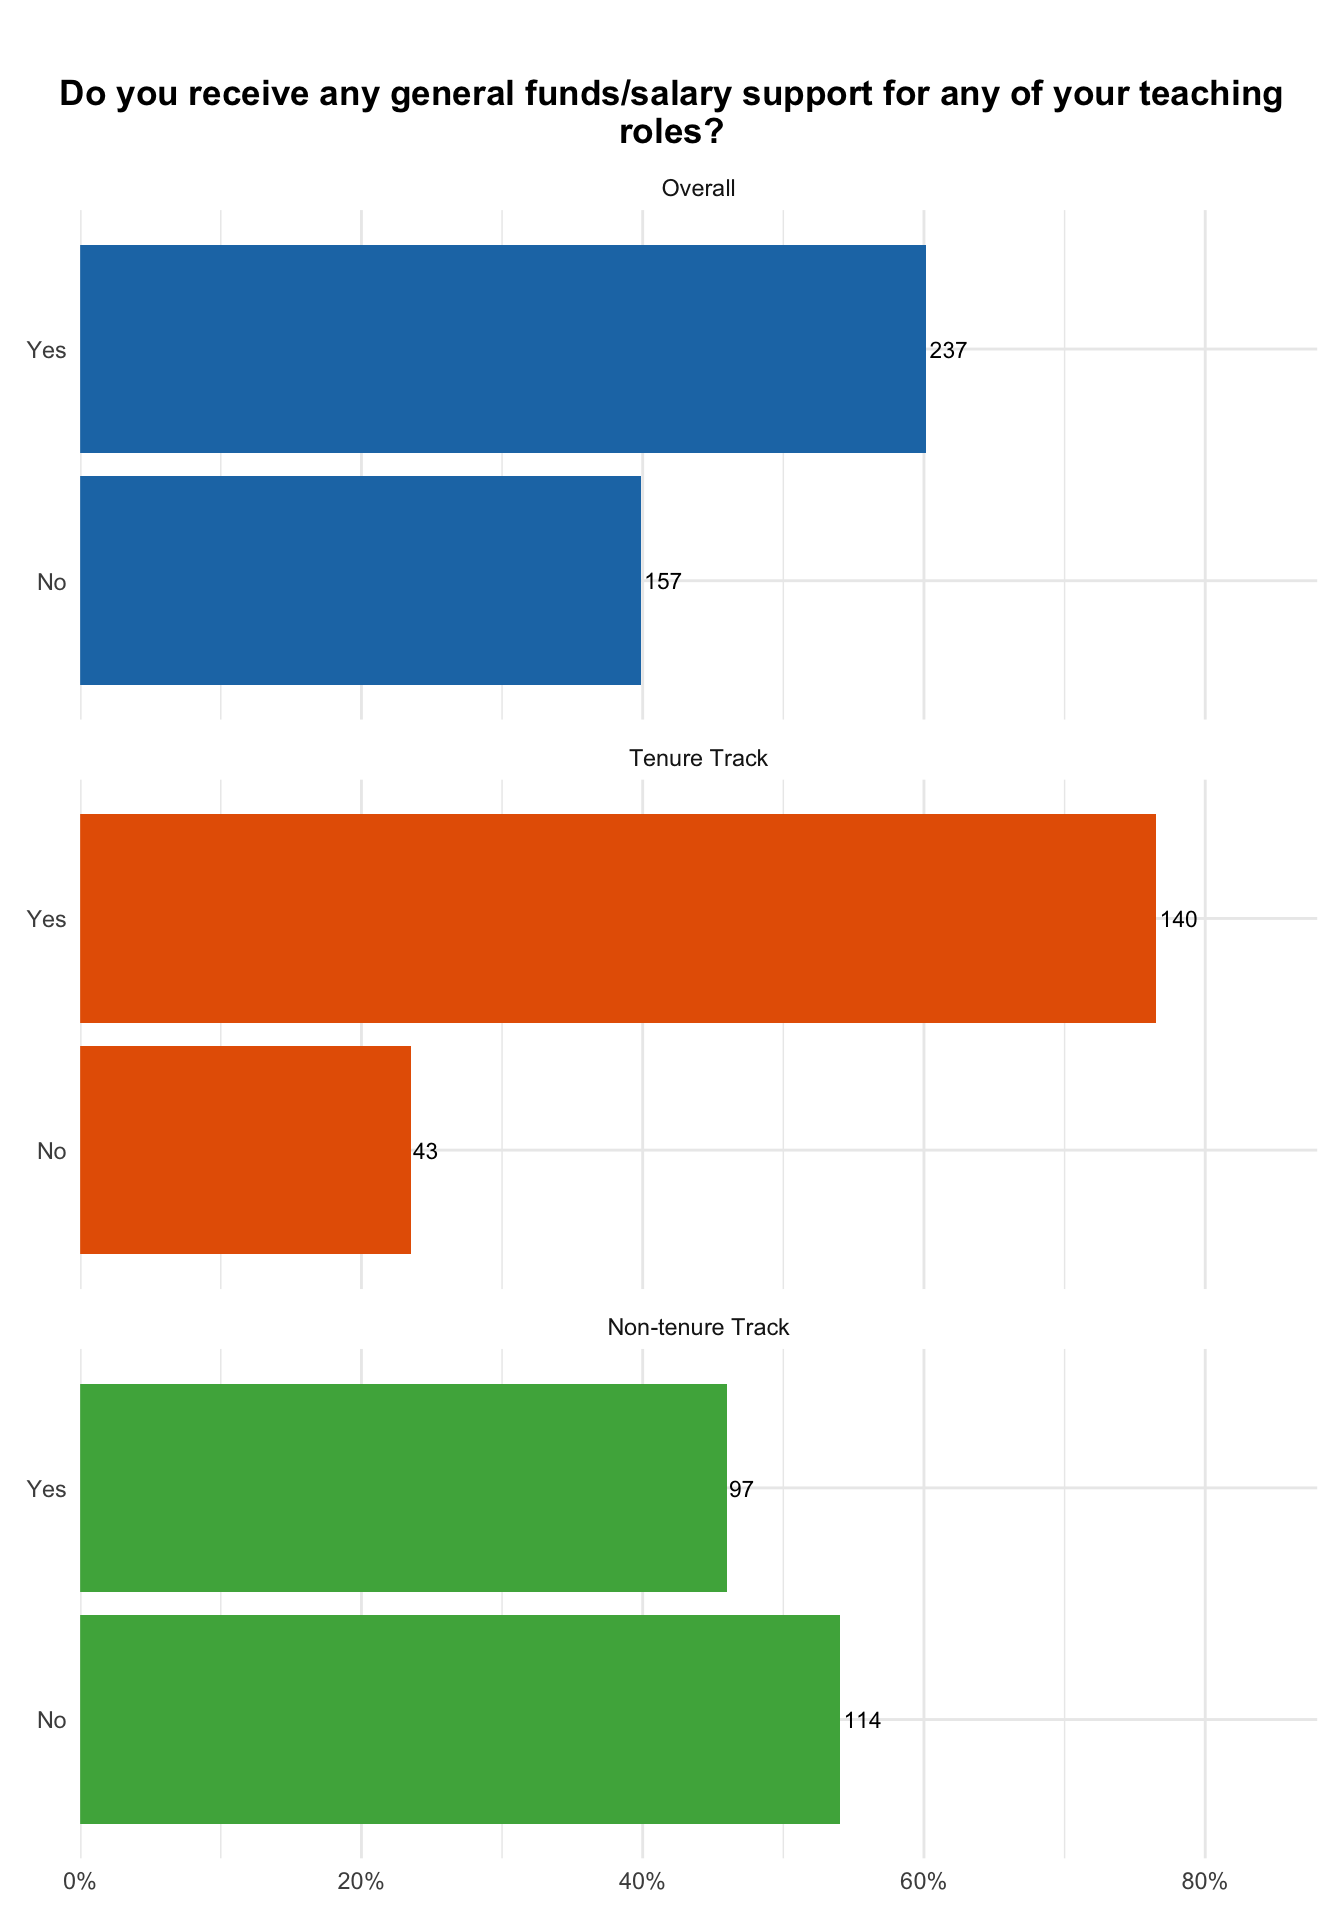 Do you receive any general funds/salary support for any of your teaching
roles?
Overall
Yes
237
No
157
Tenure Track
Yes
140
No
43
Non-tenure Track
Yes
97
No
114
0% 20% 40% 60% 80%